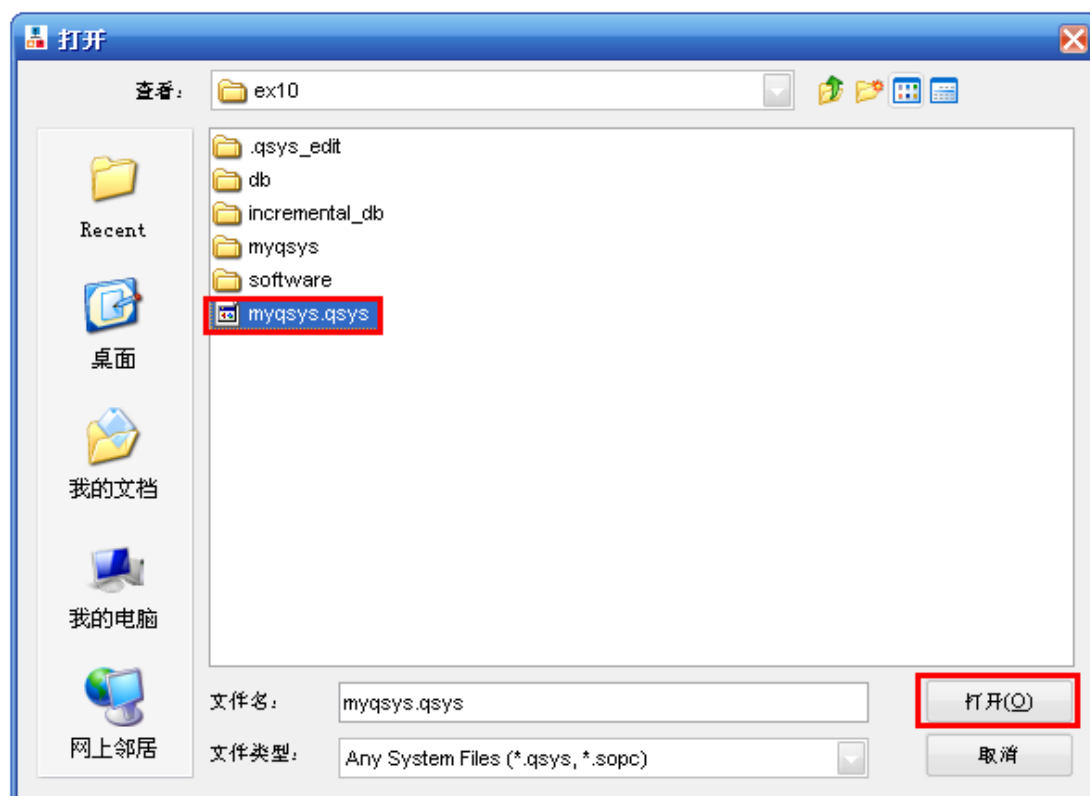 打开
查看: ex10
.qsys_edit
db
incremental_db
myqsys
software
myqsys.qsys
Recent
桌面
我的文档
我的电脑
网上邻居
文件名: myqsys.qsys
打开(O)
文件类型: Any System Files (*.qsys, *.sopc)
取消